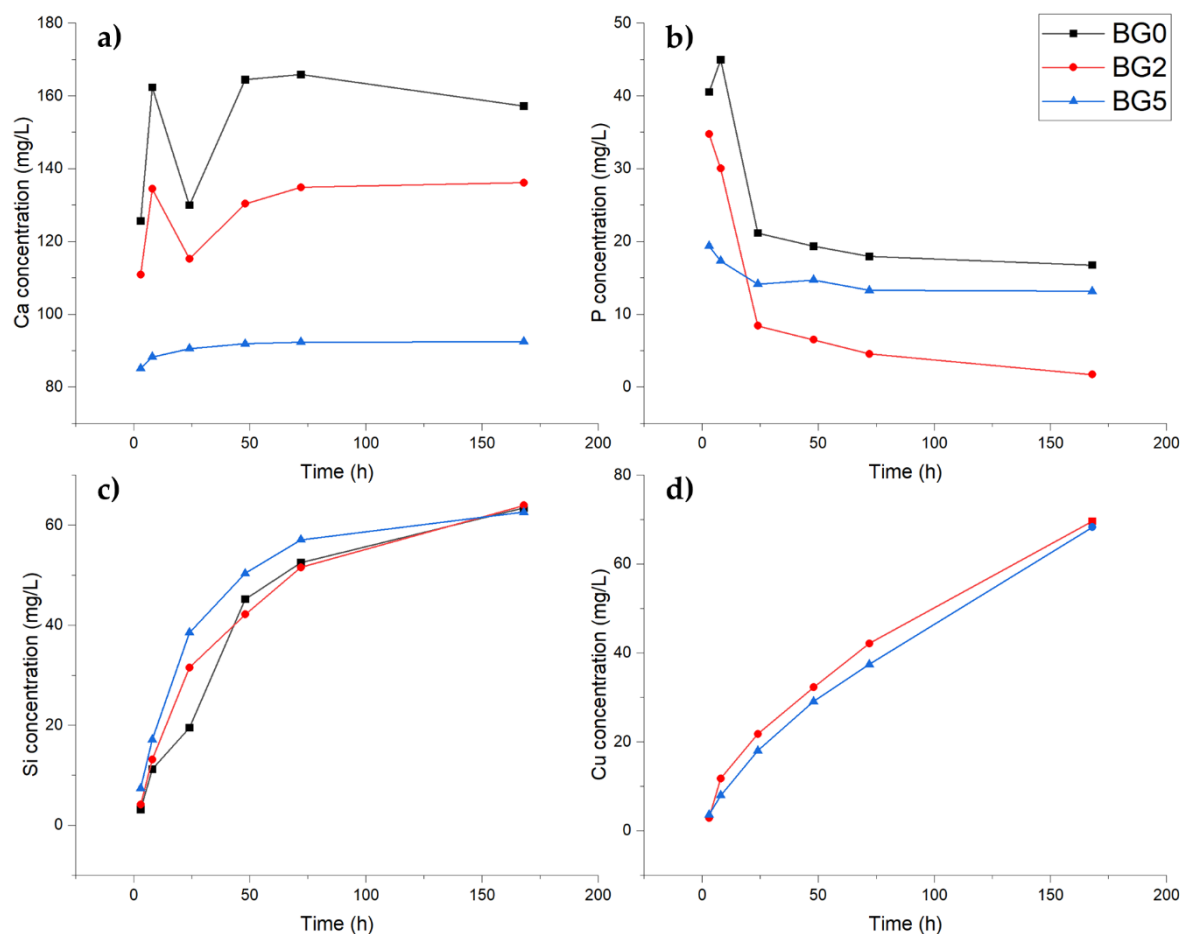 a)
180
160
140
120
100
80
Ca concentration (mg/L)
0
50
100
150
200
Time (h)
b)
50
40
30
20
10
0
P concentration (mg/L)
0
50
100
150
200
Time (h)
BG0
BG2
BG5
c)
60
40
20
0
Si concentration (mg/L)
0
50
100
150
200
Time (h)
d)
80
60
40
20
0
Cu concentration (mg/L)
0
50
100
150
200
Time (h)